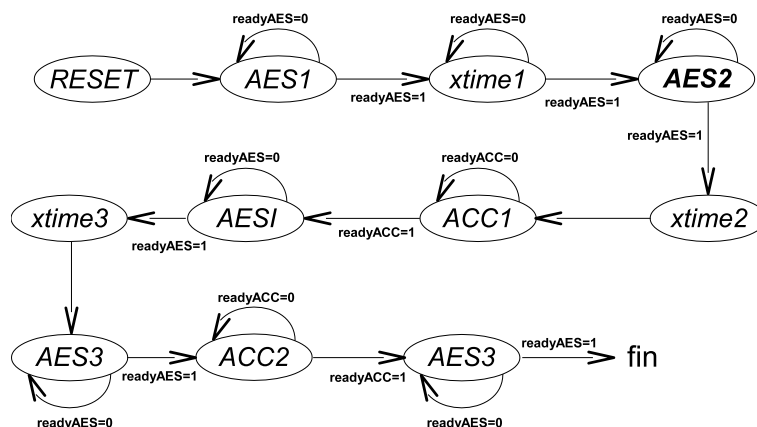 readyAES=0
readyAES=0
readyAES=0
RESET
AES1
xtime1
AES2
readyAES=1
readyAES=1
readyAES=1
readyAES=0
readyACC=0
xtime3
AESI
ACC1
xtime2
readyAES=1
readyACC=1
readyACC=0
AES3
ACC2
AES3
readyAES=1
fin
readyAES=1
readyACC=1
readyAES=0
readyAES=0